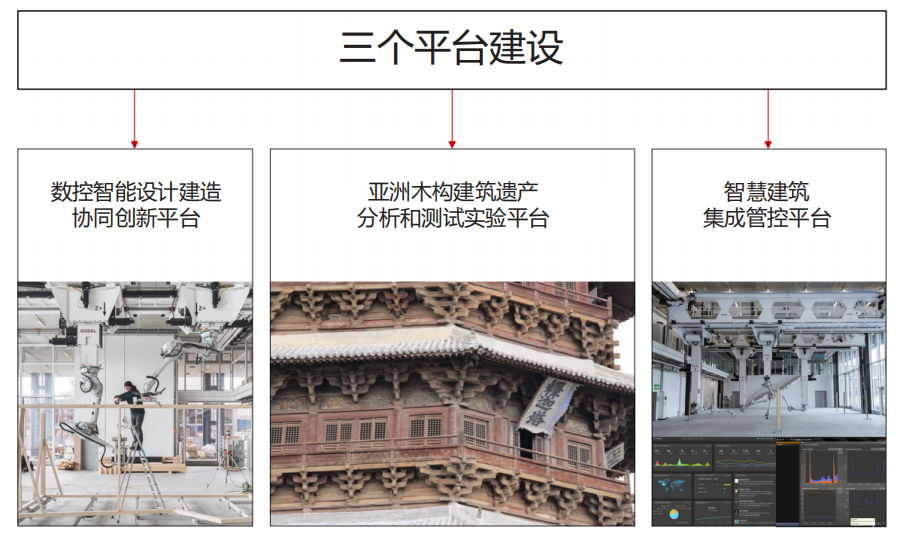 三个平台建设
数控智能设计建造
协同创新平台
亚洲木构建筑遗产
分析和测试实验平台
智慧建筑
集成管控平台
GÜDEL